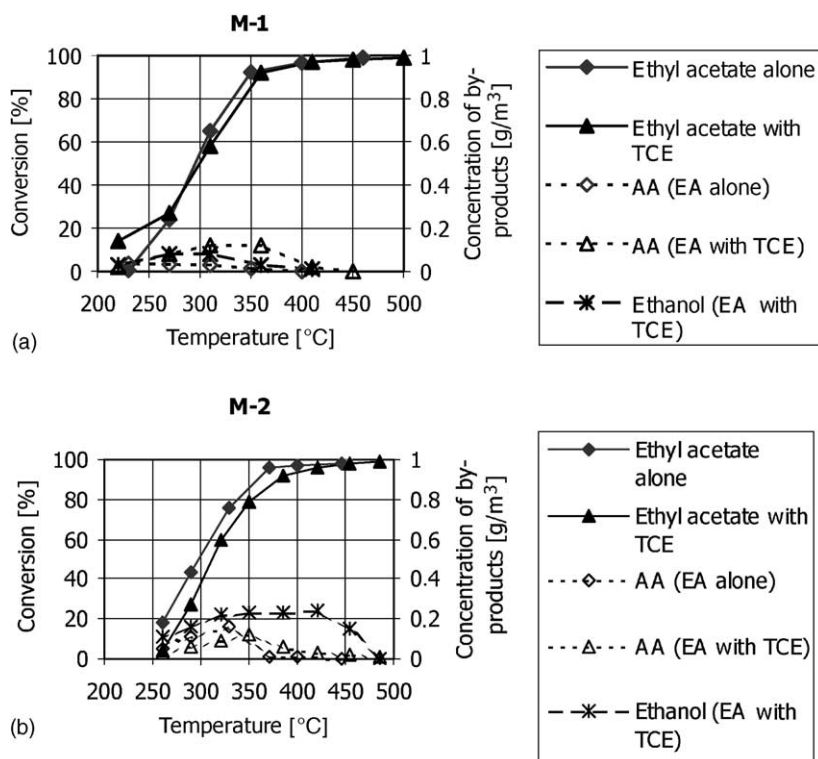 M-1
Conversion [%]
100
80
60
40
20
0
1
0.8
0.6
0.4
0.2
0
Concentration of by-
products [g/m³]
200 250 300 350 400 450 500
Temperature [°C]
(a)
Ethyl acetate alone
Ethyl acetate with
TCE
AA (EA alone)
AA (EA with TCE)
Ethanol (EA with
TCE)
M-2
Conversion [%]
100
80
60
40
20
0
1
0.8
0.6
0.4
0.2
0
Concentration of by-
products [g/m³]
200 250 300 350 400 450 500
Temperature [°C]
(b)
Ethyl acetate
alone
Ethyl acetate with
TCE
AA (EA alone)
AA (EA with TCE)
Ethanol (EA with
TCE)